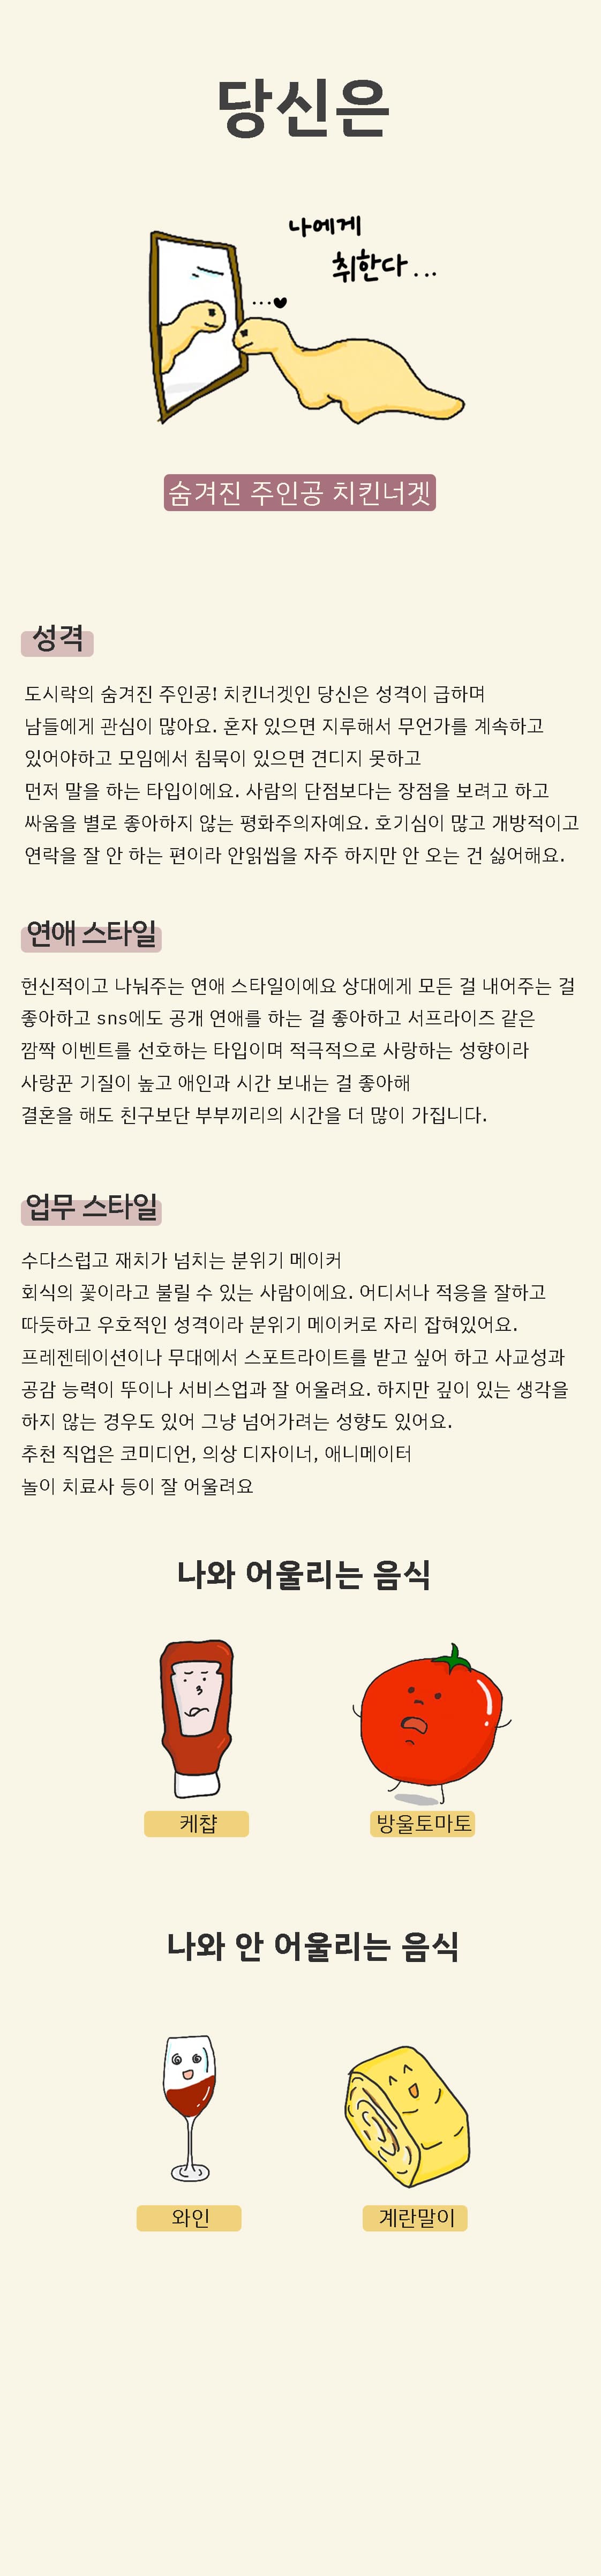 당신은
나에게
취한다...
...♥
숨겨진 주인공 치킨너겟
성격
도시락의 숨겨진 주인공! 치킨너겟인 당신은 성격이 급하며
남들에게 관심이 많아요. 혼자 있으면 지루해서 무언가를 계속하고
있어야하고 모임에서 침묵이 있으면 견디지 못하고
먼저 말을 하는 타입이에요. 사람의 단점보다는 장점을 보려고 하고
싸움을 별로 좋아하지 않는 평화주의자예요. 호기심이 많고 개방적이고
연락을 잘 안 하는 편이라 안읽씹을 자주 하지만 안 오는 건 싫어해요.
연애 스타일
헌신적이고 나눠주는 연애 스타일이에요 상대에게 모든 걸 내어주는 걸
좋아하고 sns에도 공개 연애를 하는 걸 좋아하고 서프라이즈 같은
깜짝 이벤트를 선호하는 타입이며 적극적으로 사랑하는 성향이라
사랑꾼 기질이 높고 애인과 시간 보내는 걸 좋아해
결혼을 해도 친구보단 부부끼리의 시간을 더 많이 가집니다.
업무 스타일
수다스럽고 재치가 넘치는 분위기 메이커
회식의 꽃이라고 불릴 수 있는 사람이에요. 어디서나 적응을 잘하고
따듯하고 우호적인 성격이라 분위기 메이커로 자리 잡혀있어요.
프레젠테이션이나 무대에서 스포트라이트를 받고 싶어 하고 사교성과
공감 능력이 뚜이나 서비스업과 잘 어울려요. 하지만 깊이 있는 생각을
하지 않는 경우도 있어 그냥 넘어가려는 성향도 있어요.
추천 직업은 코미디언, 의상 디자이너, 애니메이터
놀이 치료사 등이 잘 어울려요
나와 어울리는 음식
케찹
방울토마토
나와 안 어울리는 음식
와인
계란말이